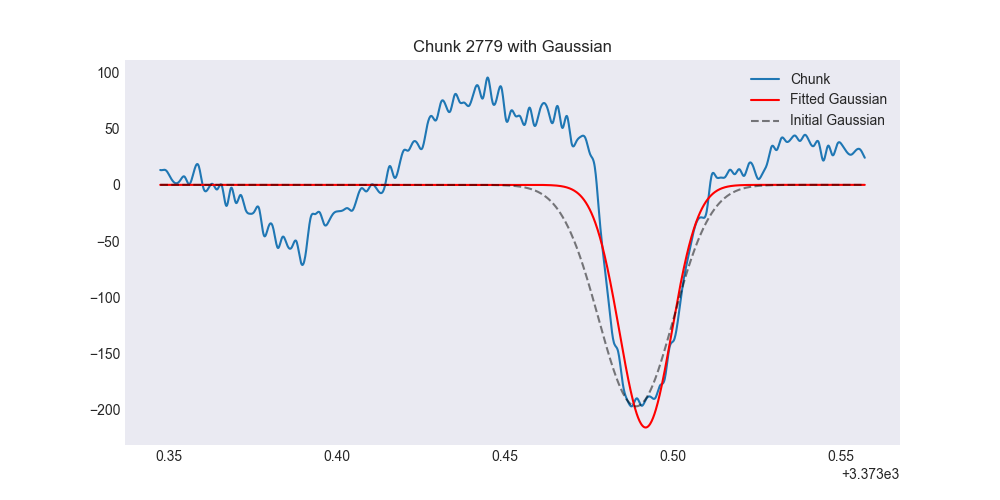 Chunk 2779 with Gaussian
100
50
0
−50
−100
−150
−200
Chunk
Fitted Gaussian
Initial Gaussian
0.35 0.40 0.45 0.50 0.55
+3.373e3